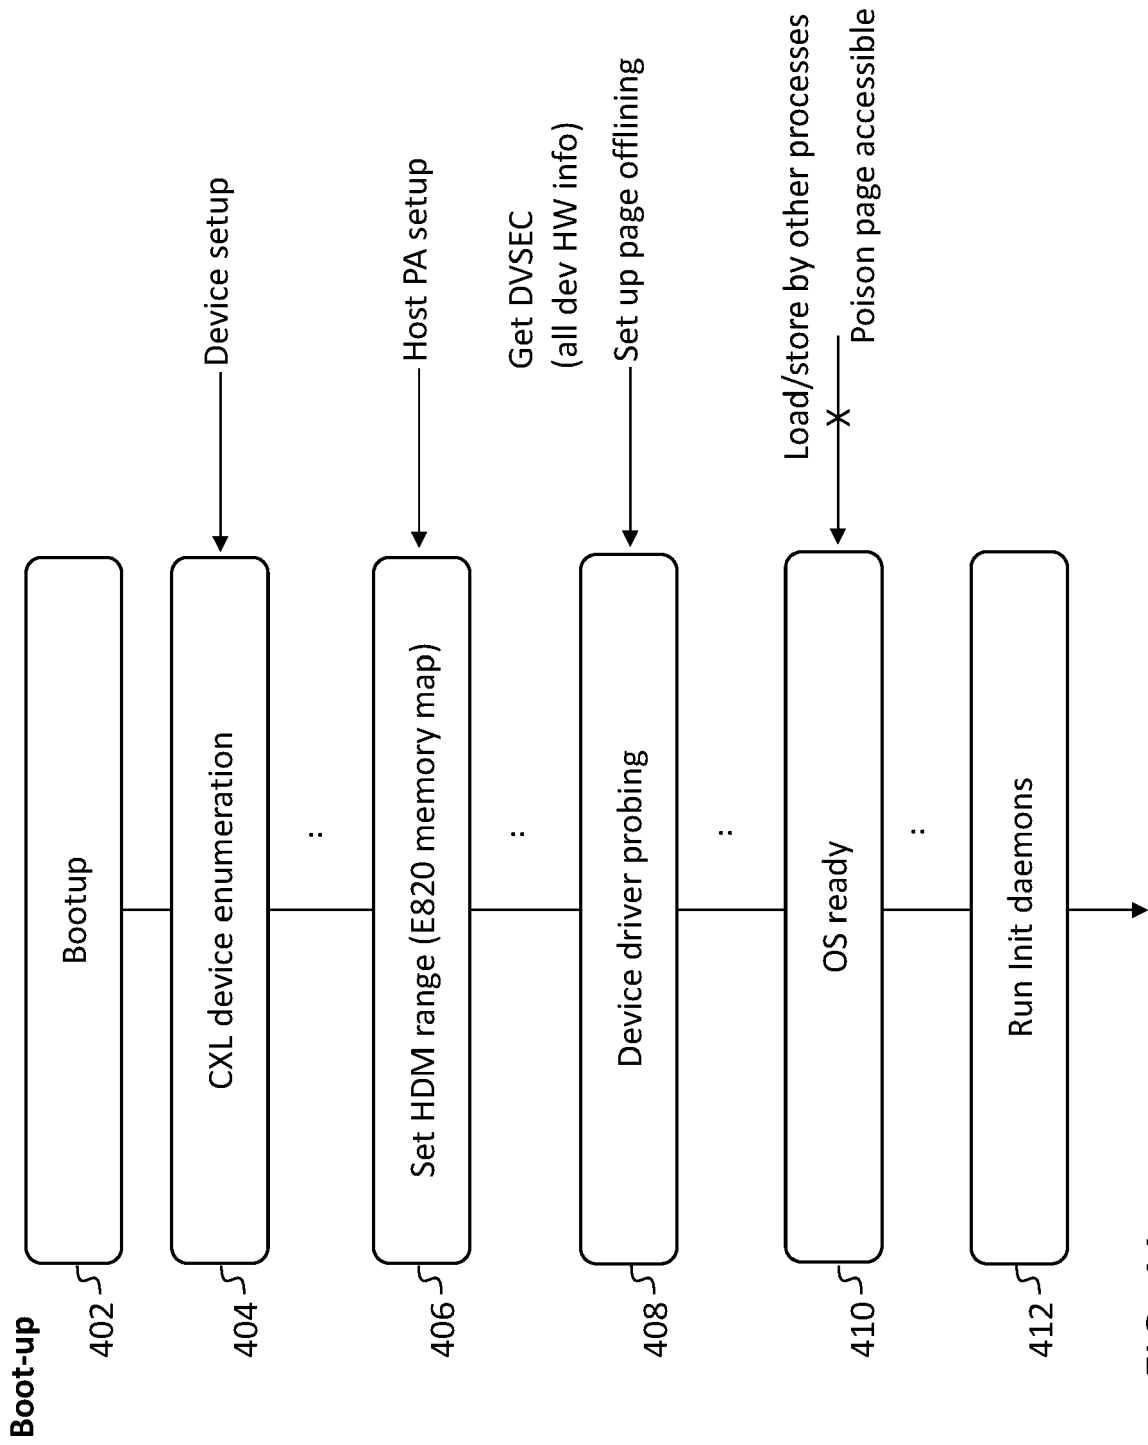 Boot-up
402
Bootup
404
CXL device enumeration
Device setup
:
406
Set HDM range (E820 memory map)
Host PA setup
:
Get DVSEC
(all dev HW info)
408
Device driver probing
Set up page offlining
:
410
OS ready
Load/store by other processes
X
Poison page accessible
:
412
Run Init daemons